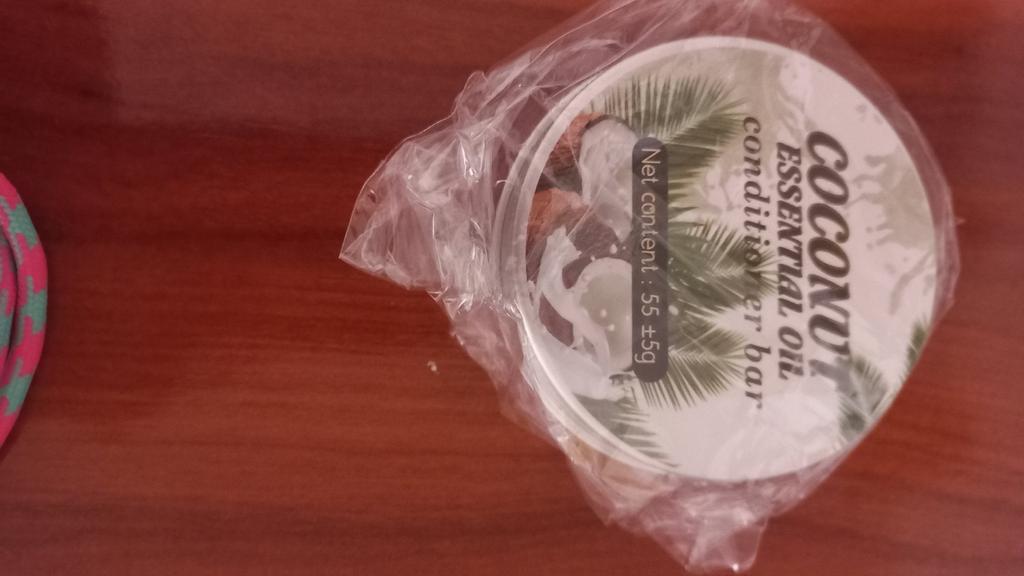 COCONUT
ESSENTIAL OIL
conditioner bar
Net content : 55 ±5g